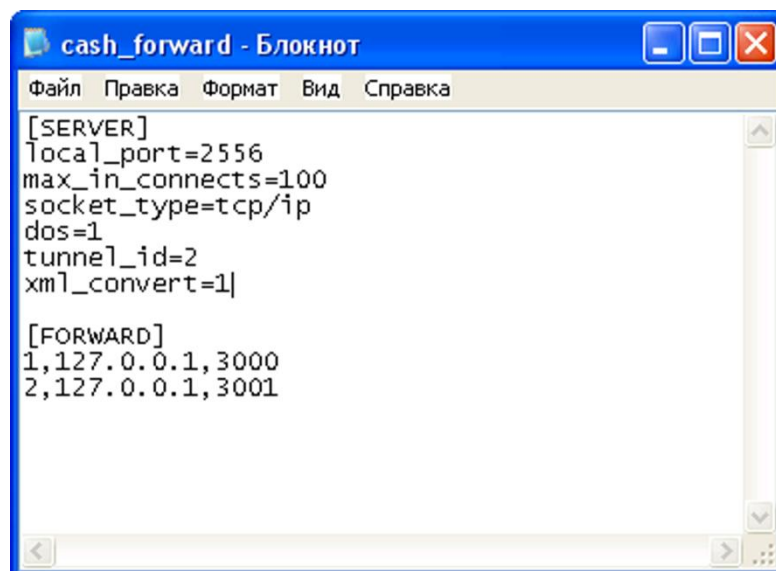 cash_forward - Блокнот
Файл Правка Формат Вид Справка
[SERVER]
local_port=2556
max_in_connects=100
socket_type=tcp/ip
dos=1
tunnel_id=2
xml_convert=1
[FORWARD]
1,127.0.0.1,3000
2,127.0.0.1,3001